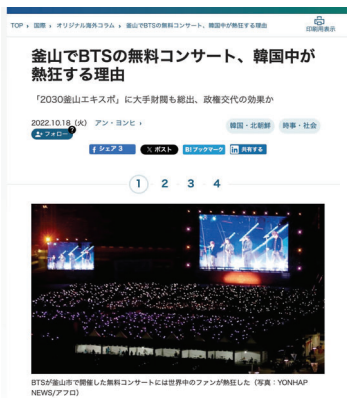 TOP › 国際 › オリジナル海外コラム › 釜山でBTSの無料コンサート、韓国中が熱狂する理由
印刷用表示
釜山でBTSの無料コンサート、韓国中が
熱狂する理由
「2030釜山エキスポ」に大手財閥も総出、政権交代の効果か
2022.10.18（火） アン・ヨンヒ ›
フォロー ?
韓国・北朝鮮 時事・社会
f シェア 3 X ポスト B! ブックマーク in 共有する
1 2 3 4
BTSが釜山市で開催した無料コンサートには世界中のファンが熱狂した（写真：YONHAP
NEWS/アフロ）